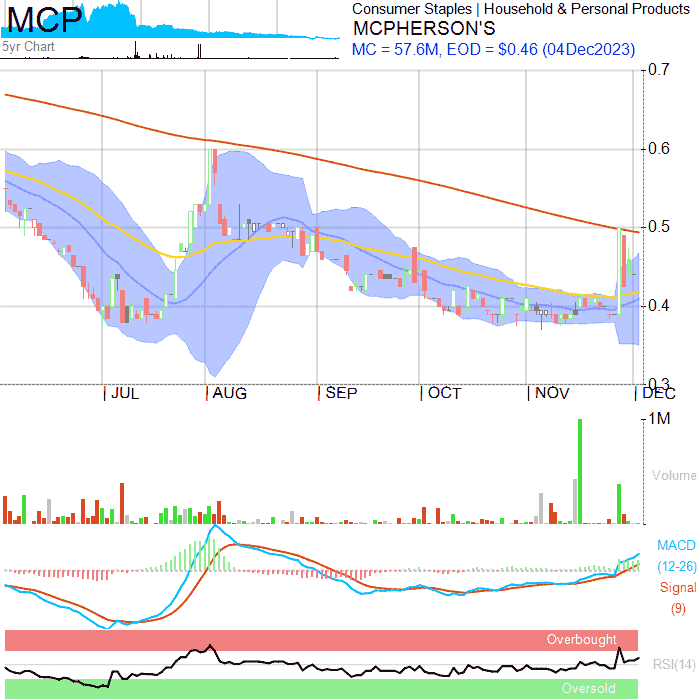 MCP
5yr Chart
Consumer Staples | Household & Personal Products
MCPHERSON'S
MC = 57.6M, EOD = $0.46 (04Dec2023)
0.7
0.6
0.5
0.4
0.3
JUL AUG SEP OCT NOV DEC
1M
Volume
MACD
(12-26)
Signal
(9)
Overbought
RSI(14)
Oversold